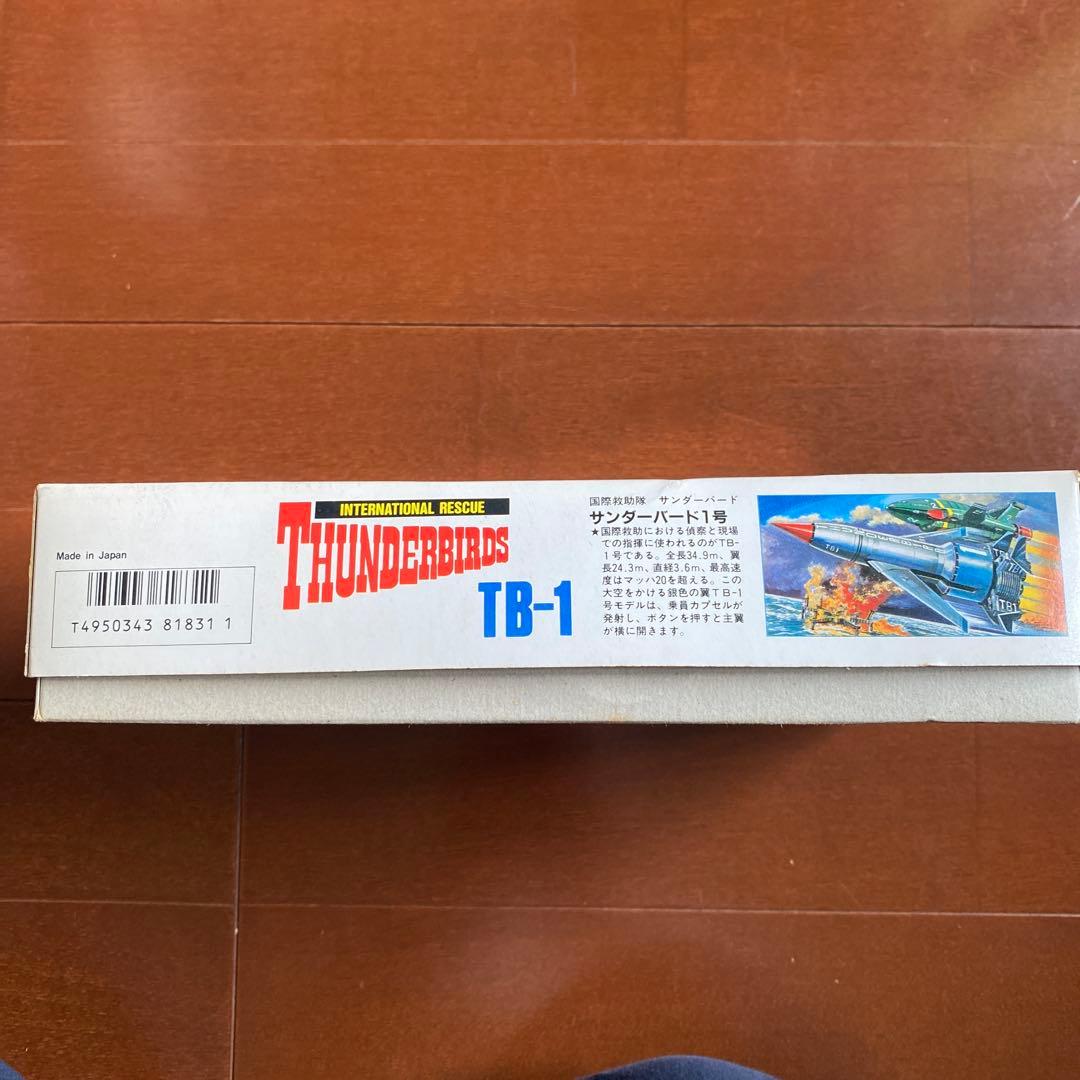 Made in Japan
T4950343 81831 1
INTERNATIONAL RESCUE
THUNDERBIRDS
TB-1
国際救助隊 サンダーバード
サンダーバード1号
★国際救助における偵察と現場
での指揮に使われるのがTB-
1号である。全長34.9m、翼
長24.3m、直径3.6m、最高速
度はマッハ20を超える。この
大空をかける銀色の翼TB-1
号モデルは、乗員カプセルが
発射し、ボタンを押すと主翼
が横に開きます。
TB1
TB1